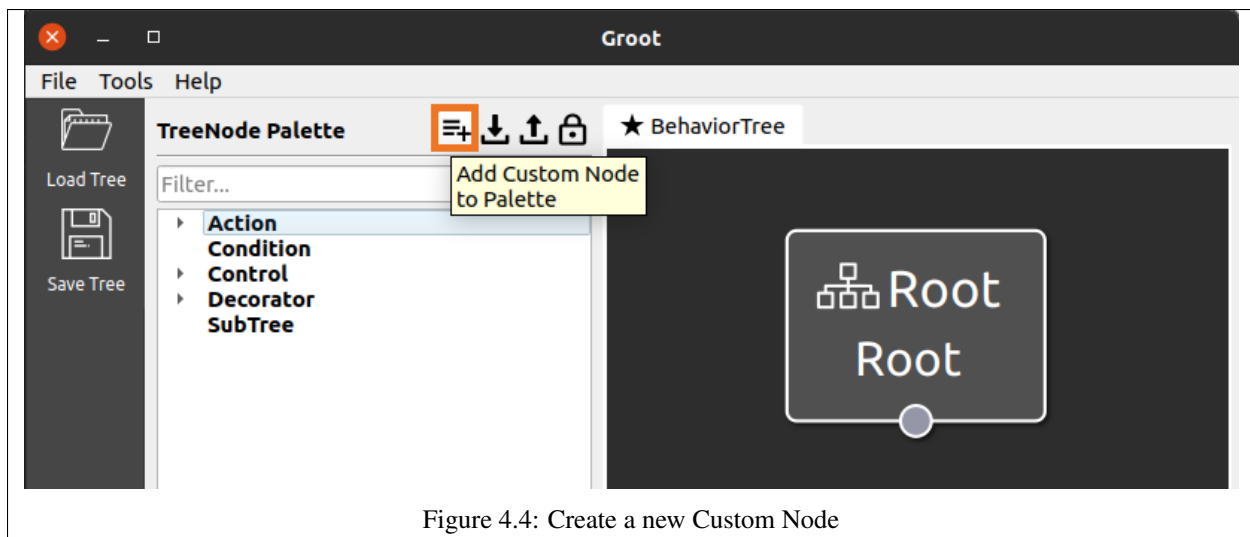 Groot
File Tools Help
TreeNode Palette
★ BehaviorTree
Load Tree
Filter...
Add Custom Node
to Palette
Action
Condition
Control
Decorator
SubTree
Save Tree
Root
Root
Figure 4.4: Create a new Custom Node